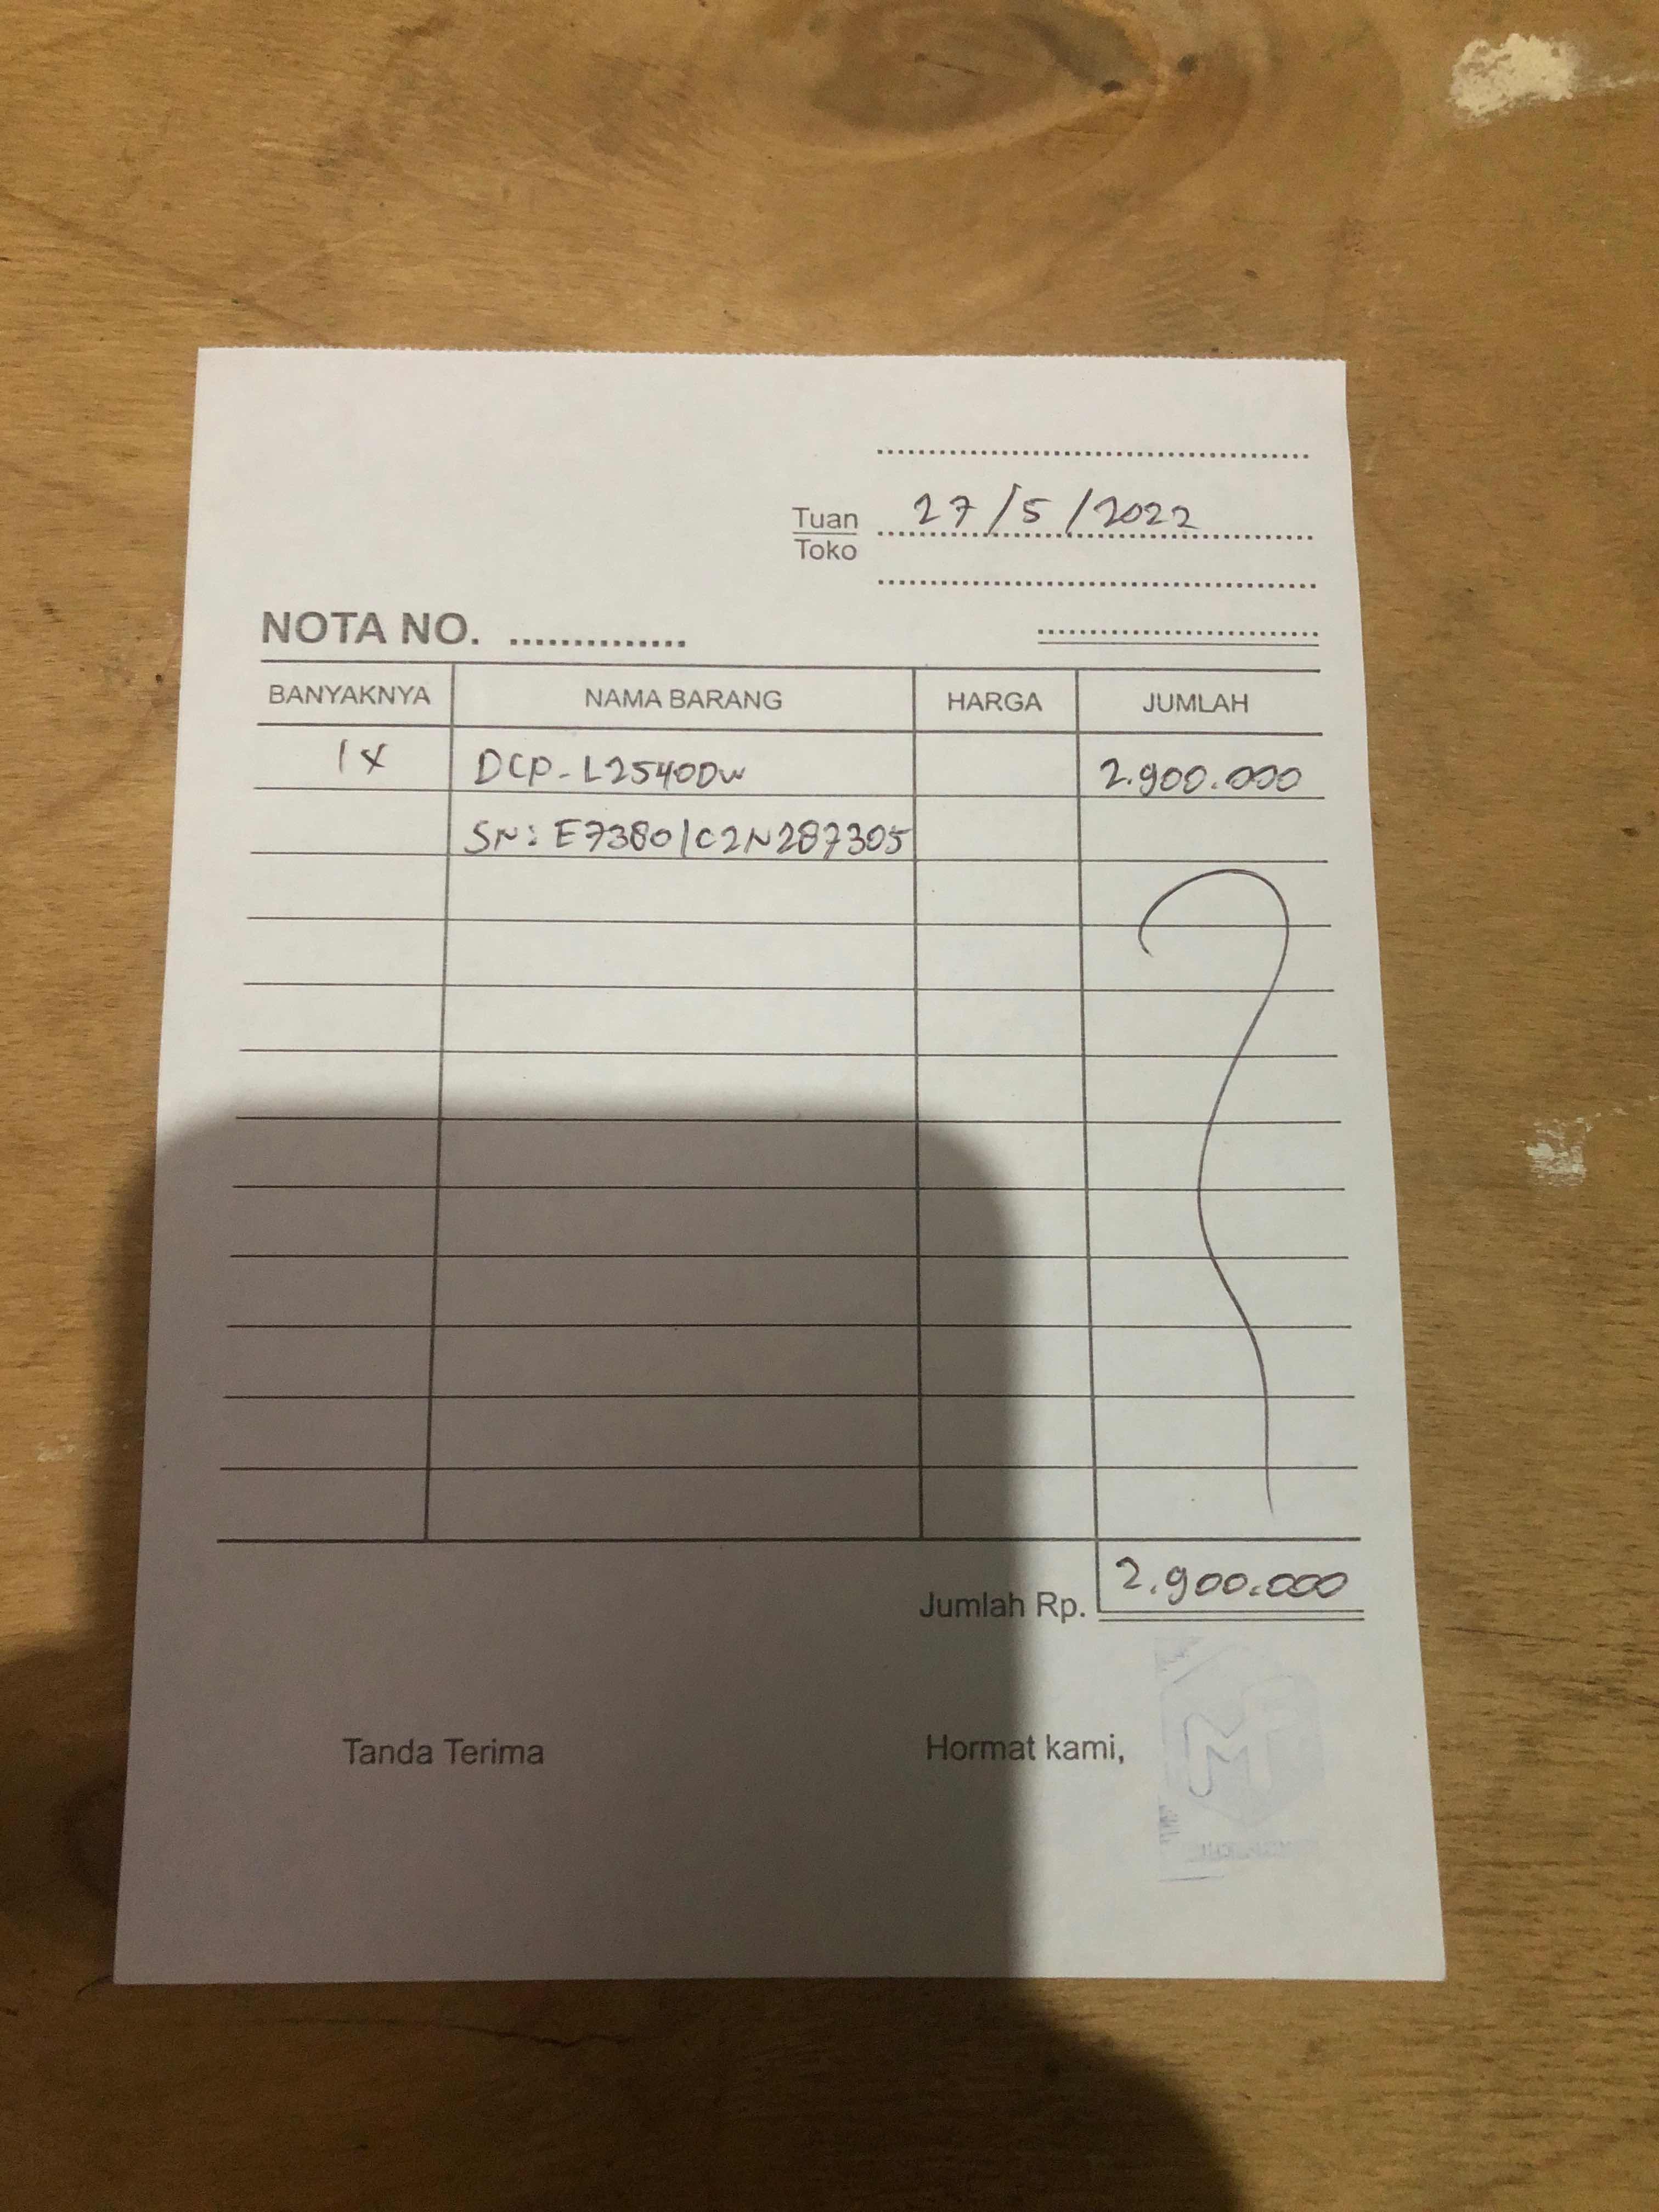 27/5/2022
Tuan
Toko
NOTA NO. ..............
BANYAKNYA NAMA BARANG HARGA JUMLAH
1x DCP-L2540DW 2.900.000
SN: E73801C2N287305
Jumlah Rp. 2.900.000
Tanda Terima Hormat kami,